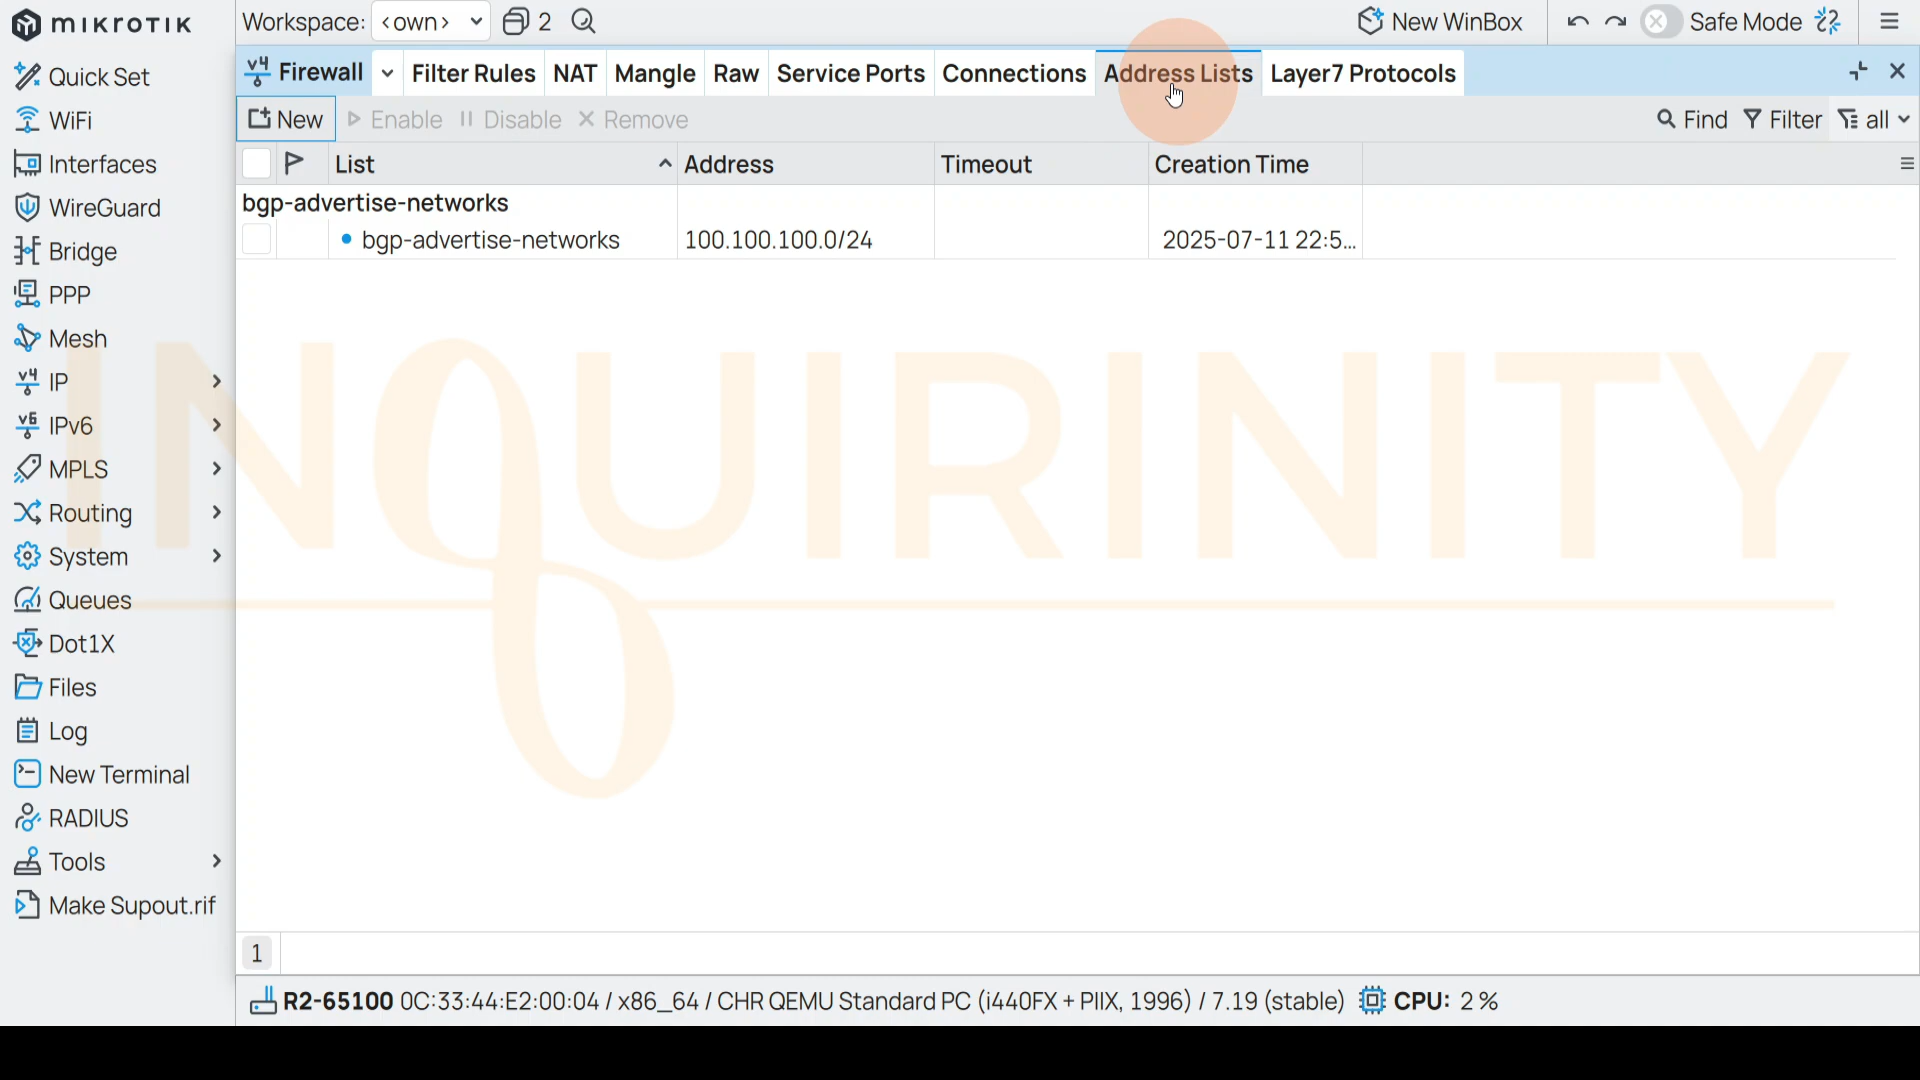 MIKROTIK
Workspace: <own> 2 New WinBox Safe Mode
v4 Firewall Filter Rules NAT Mangle Raw Service Ports Connections Address Lists Layer7 Protocols
New Enable Disable Remove Find Filter all
List Address Timeout Creation Time
bgp-advertise-networks
bgp-advertise-networks 100.100.100.0/24 2025-07-11 22:5...
Quick Set
WiFi
Interfaces
WireGuard
Bridge
PPP
Mesh
v4 IP
v6 IPv6
MPLS
Routing
System
Queues
Dot1X
Files
Log
New Terminal
RADIUS
Tools
Make Supout.rif
INQUIRINITY
1
R2-65100 0C:33:44:E2:00:04 / x86_64 / CHR QEMU Standard PC (i440FX + PIIX, 1996) / 7.19 (stable) CPU: 2 %